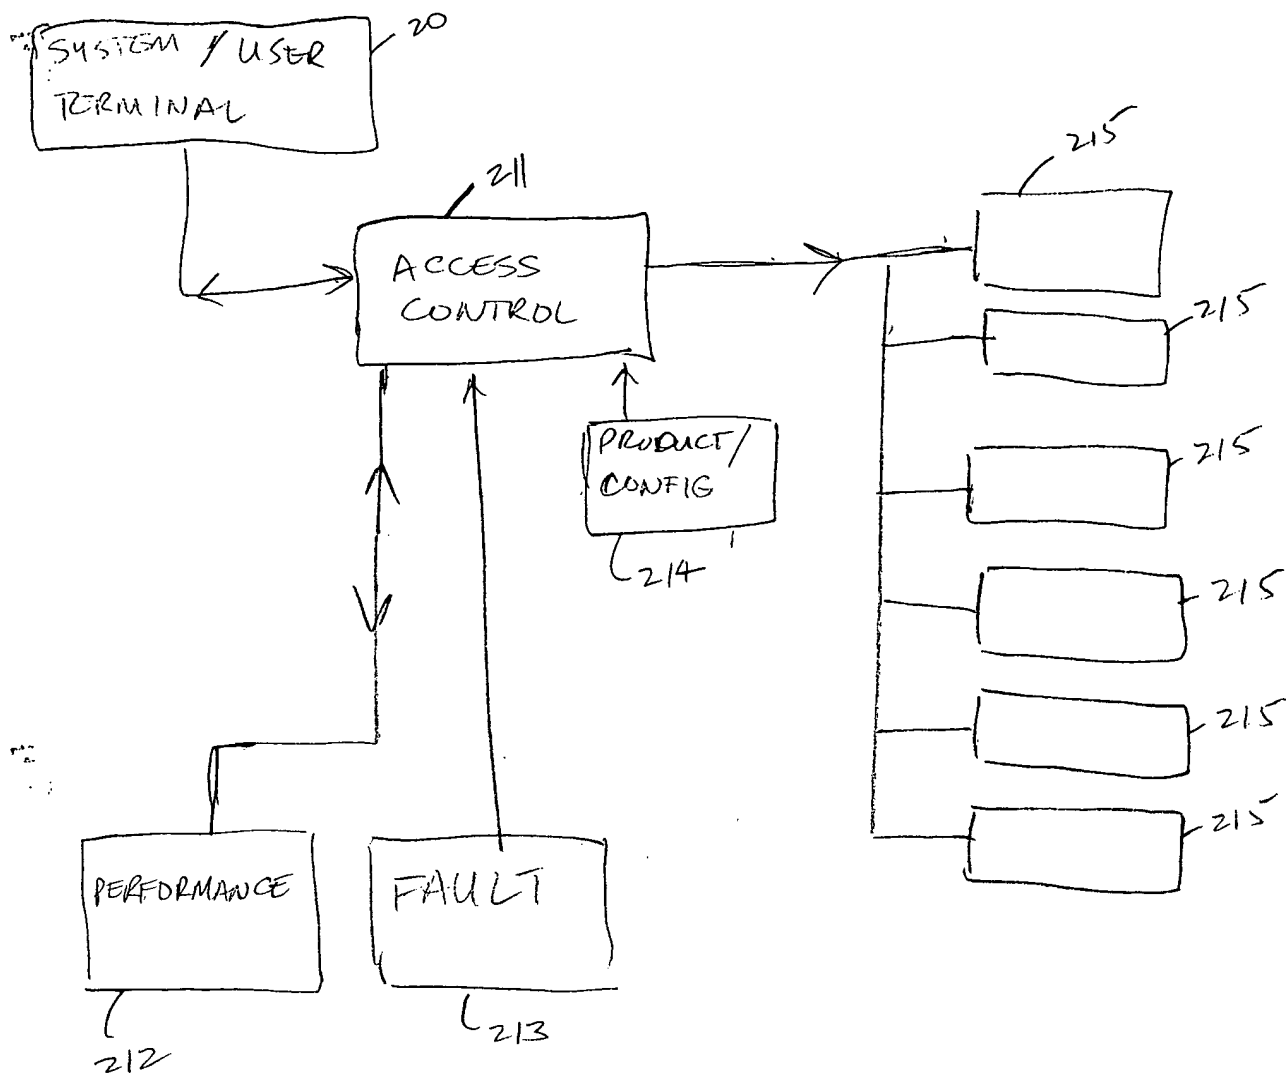 20
SYSTEM / USER
TERMINAL
211
ACCESS
CONTROL
215
215
PRODUCT/
CONFIG
214
215
215
215
215
PERFORMANCE
212
FAULT
213